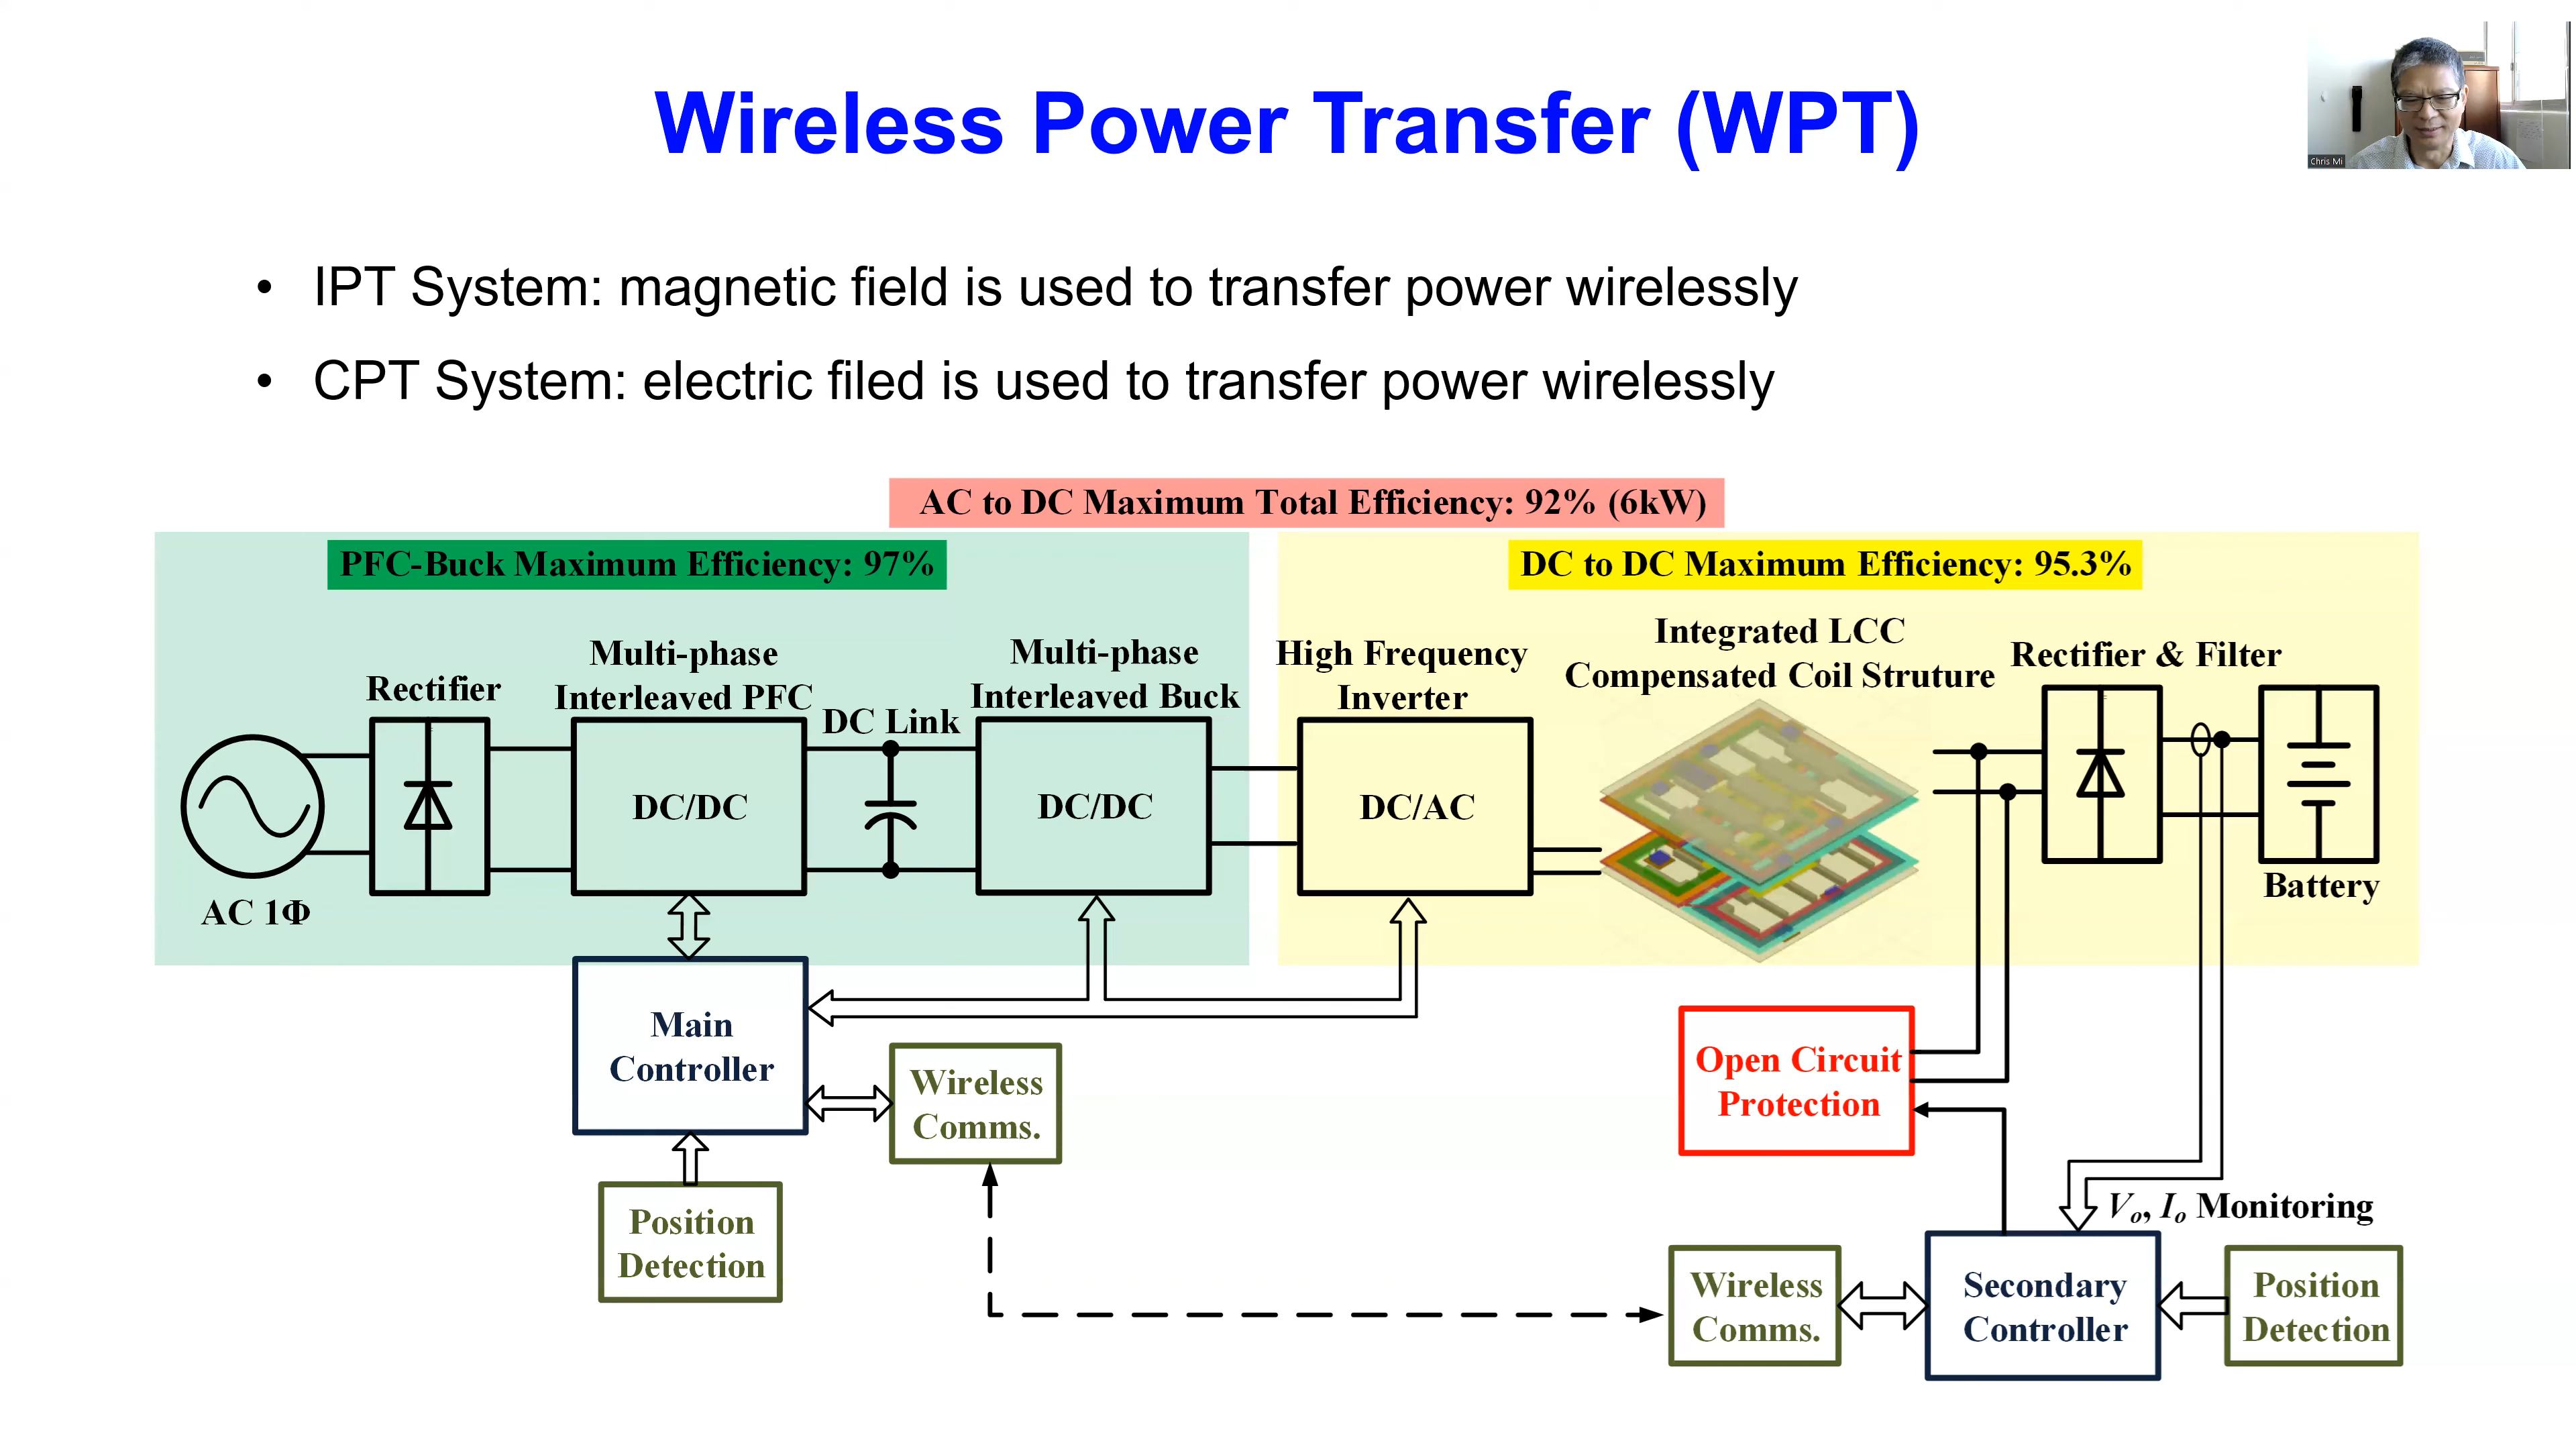 Wireless Power Transfer (WPT)
Chris Mi
• IPT System: magnetic field is used to transfer power wirelessly
• CPT System: electric filed is used to transfer power wirelessly
AC to DC Maximum Total Efficiency: 92% (6kW)
PFC-Buck Maximum Efficiency: 97%
DC to DC Maximum Efficiency: 95.3%
Rectifier
Multi-phase
Interleaved PFC
DC Link
Multi-phase
Interleaved Buck
High Frequency
Inverter
Integrated LCC
Compensated Coil Struture
Rectifier & Filter
DC/DC
DC/DC
DC/AC
AC 1Φ
Battery
Main
Controller
Wireless
Comms.
Position
Detection
Open Circuit
Protection
Vo, Io Monitoring
Wireless
Comms.
Secondary
Controller
Position
Detection